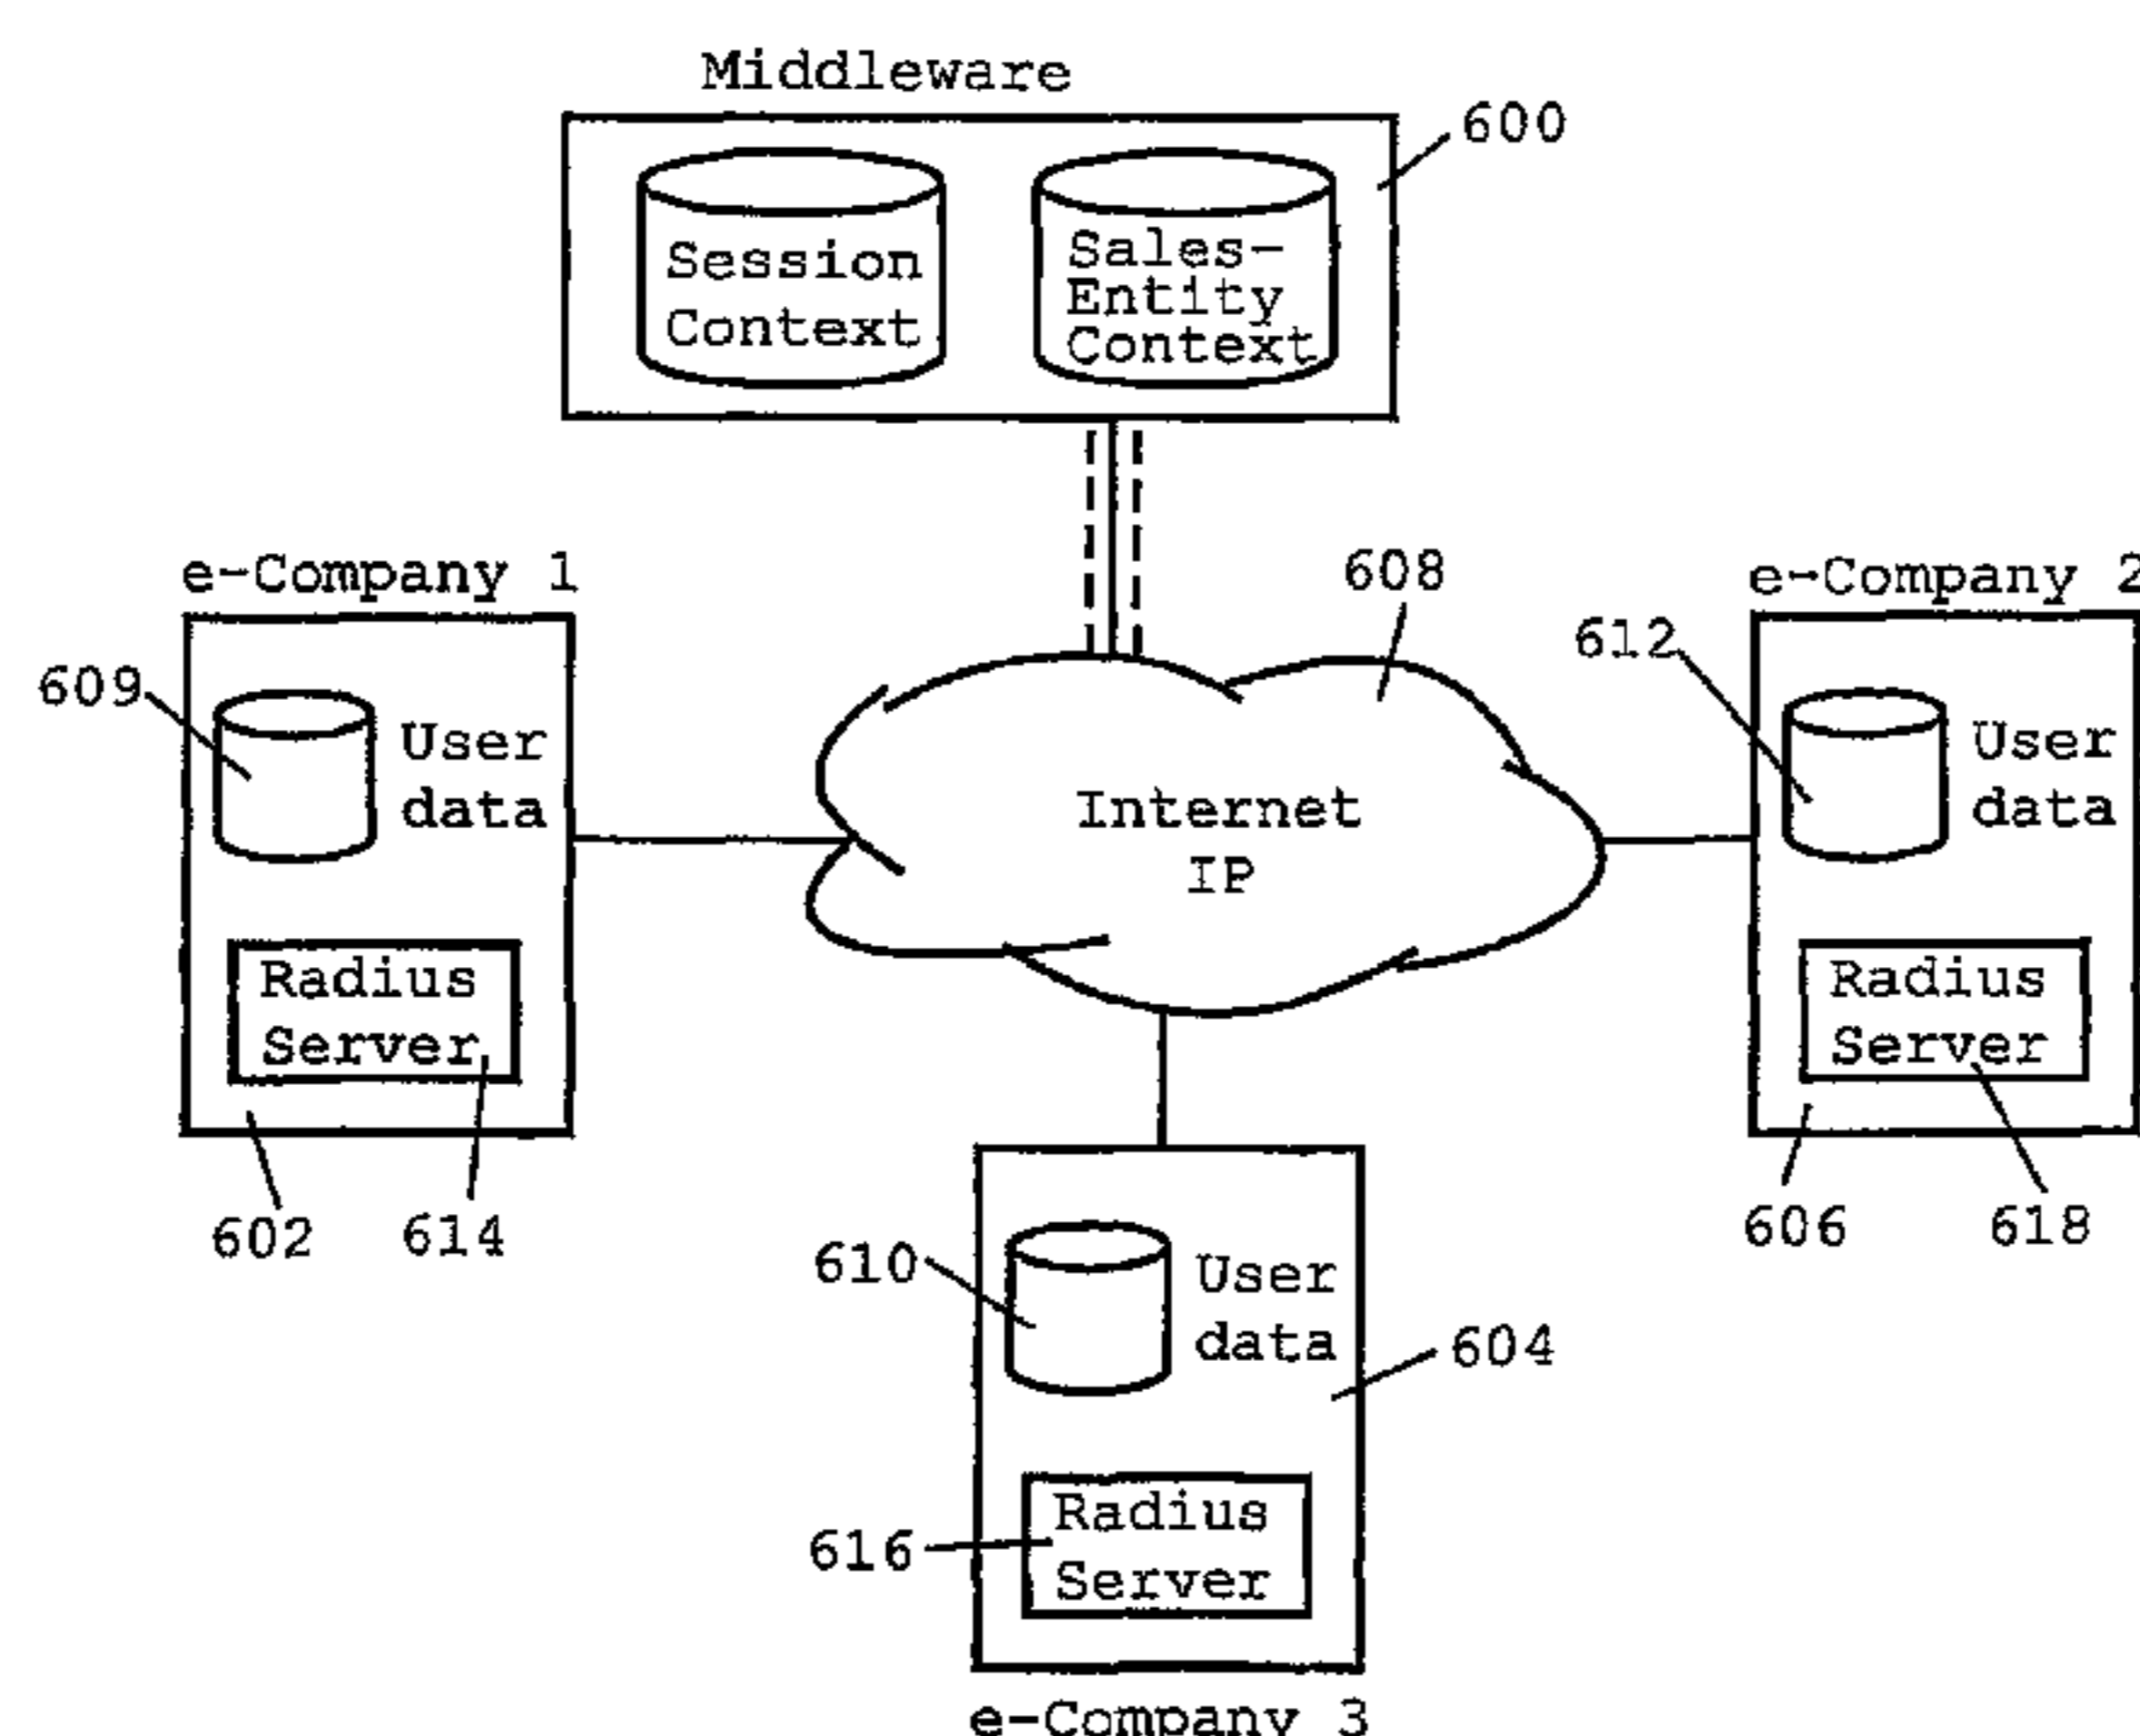 Middleware
600
Session
Context
Sales-
Entity
Context
e-Company 1
609
User
data
Radius
Server
602
614
608
Internet
IP
e-Company 2
612
User
data
Radius
Server
606
618
610
User
data
604
616
Radius
Server
e-Company 3